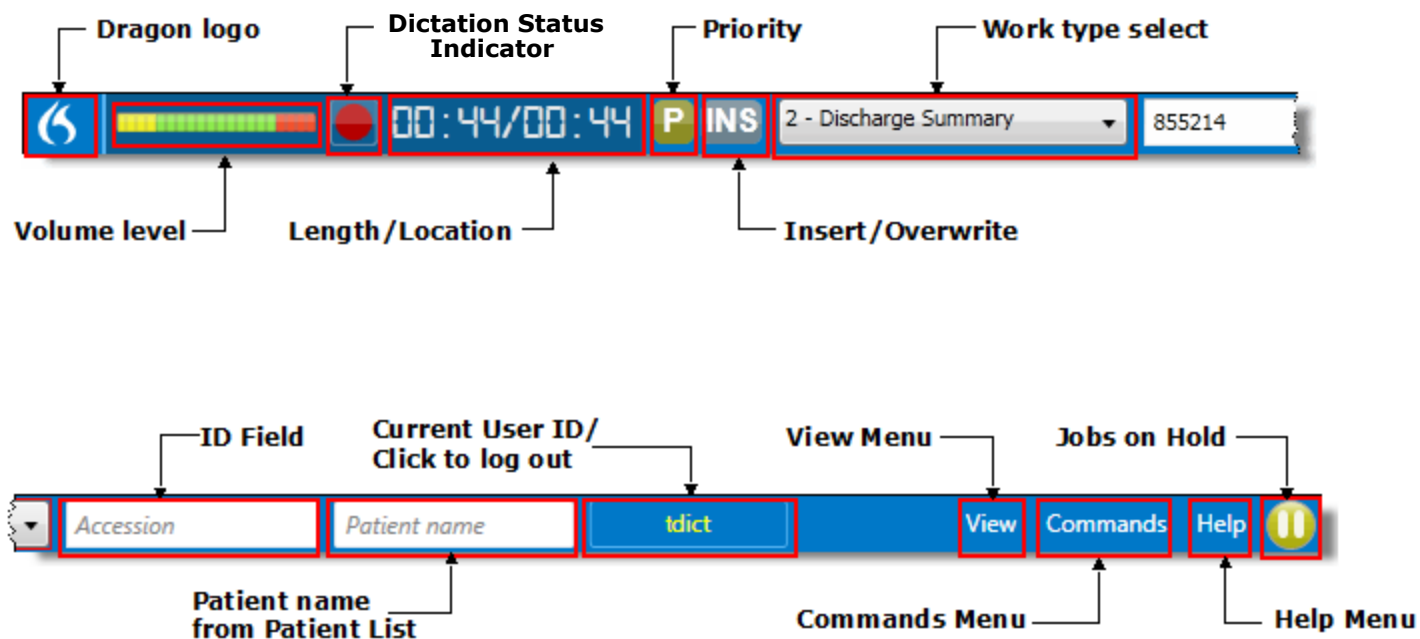 Dragon logo
Dictation Status
Indicator
Priority
Work type select
00:44/00:44
P
INS
2 - Discharge Summary
855214
Volume level
Length/Location
Insert/Overwrite
ID Field
Current User ID/
Click to log out
View Menu
Jobs on Hold
Accession
Patient name
tdict
View
Commands
Help
Patient name
from Patient List
Commands Menu
Help Menu